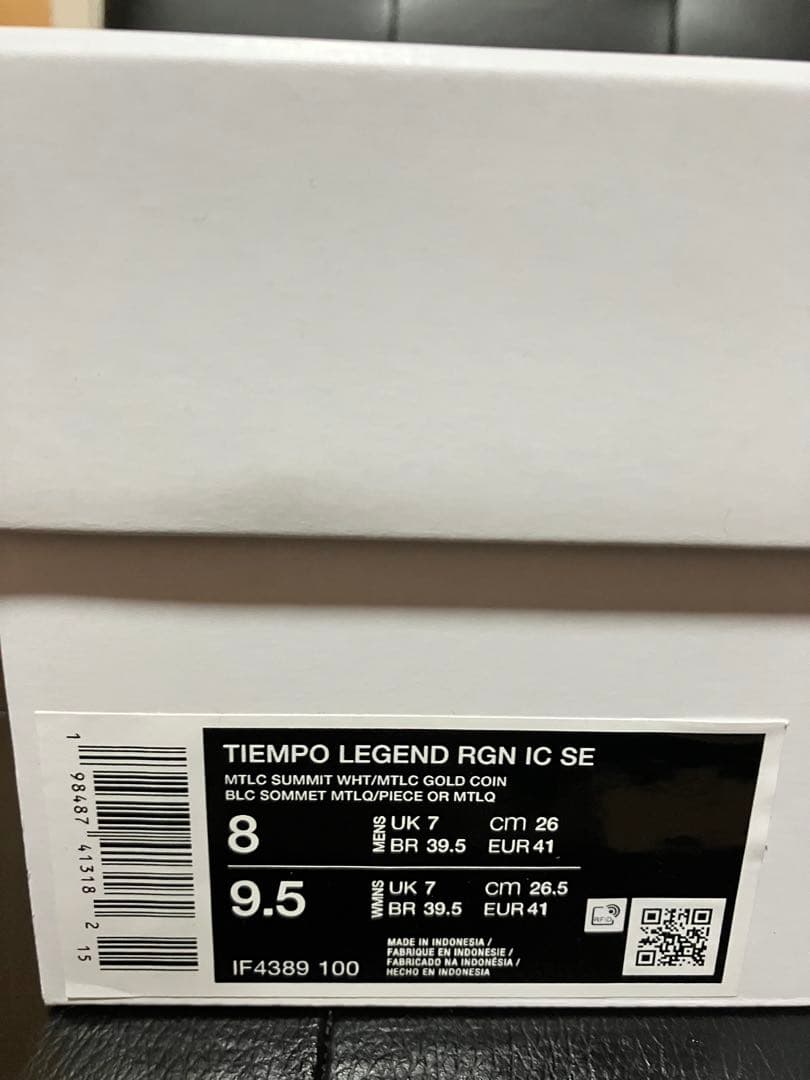 TIEMPO LEGEND RGN IC SE
MTLC SUMMIT WHT/MTLC GOLD COIN
BLC SOMMET MTLQ/PIECE OR MTLQ
8 MENS UK 7 cm 26
BR 39.5 EUR 41
9.5 WMNS UK 7 cm 26.5
BR 39.5 EUR 41
RFID
IF4389 100
MADE IN INDONESIA /
FABRIQUE EN INDONESIE /
FABRICADO NA INDONÉSIA /
HECHO EN INDONESIA
1 98487 41318 2 15